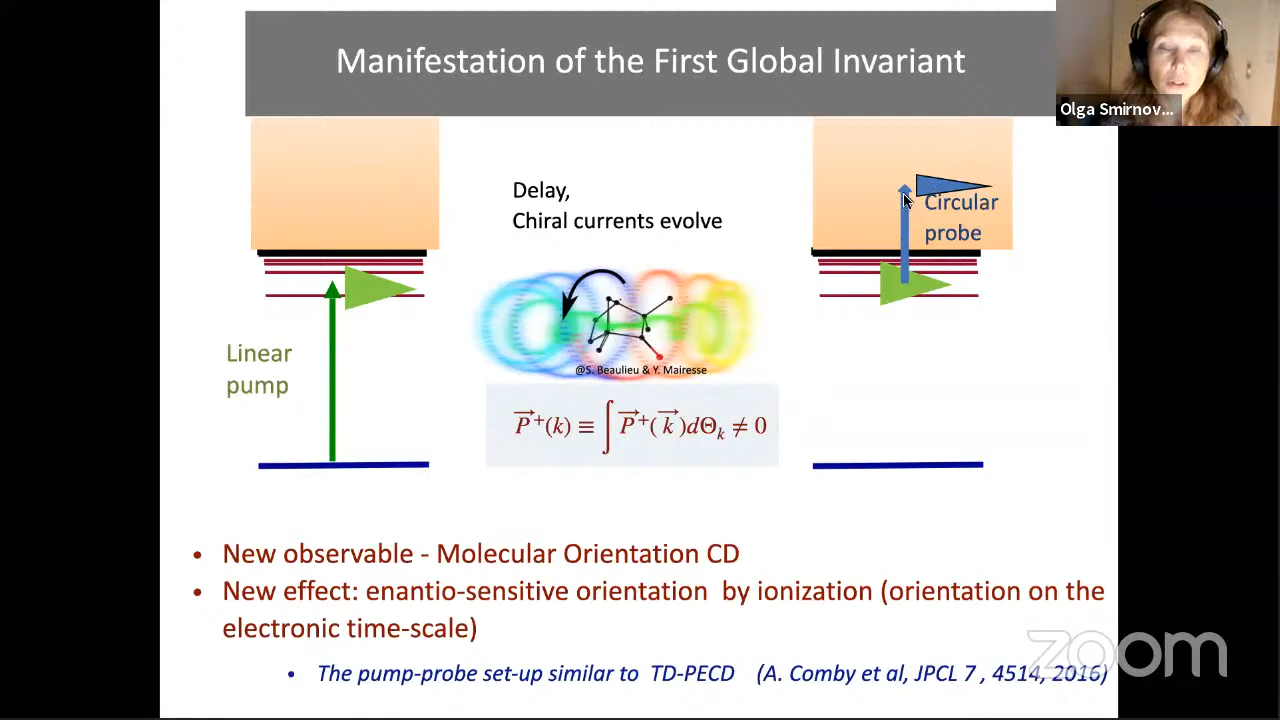 Manifestation of the First Global Invariant
Olga Smirnov...
Delay,
Chiral currents evolve
Circular
probe
Linear
pump
@S. Beaulieu & Y. Mairesse
P⃗⁺(k) ≡ ∫ P⃗⁺( k⃗ )dΘₖ ≠ 0
• New observable - Molecular Orientation CD
• New effect: enantio-sensitive orientation by ionization (orientation on the
electronic time-scale)
• The pump-probe set-up similar to TD-PECD (A. Comby et al, JPCL 7 , 4514, 2016)
zoom